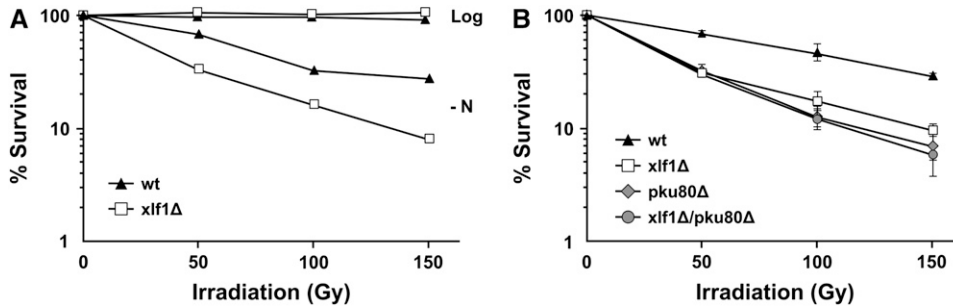 A
100
10
1
% Survival
Log
- N
wt
xlf1Δ
0
50
100
150
Irradiation (Gy)
B
100
10
1
% Survival
wt
xlf1Δ
pku80Δ
xlf1Δ/pku80Δ
0
50
100
150
Irradiation (Gy)